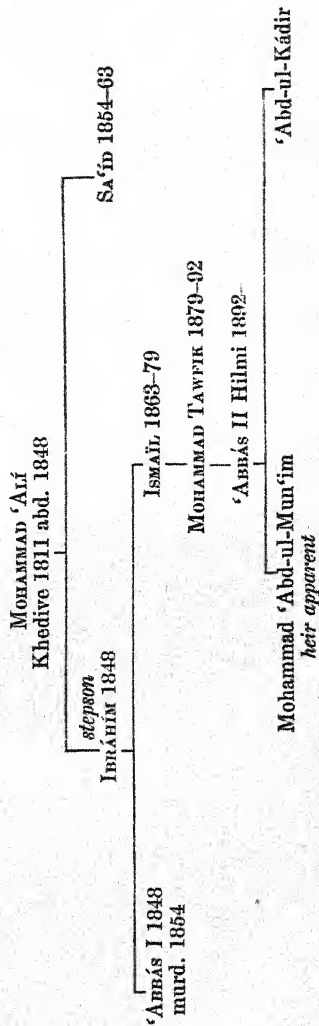 MOHAMMAD ‘ALÍ
Khedive 1811 abd. 1848
stepson
IBRÁHÍM 1848
SA‘ÍD 1854–63
‘ABBÁS I 1848
murd. 1854
ISMAÏL 1863–79
MOHAMMAD TAWFIK 1879–92
‘ABBÁS II Hilmi 1892–
Mohammad ‘Abd-ul-Mun‘im
heir apparent
‘Abd-ul-Kádir